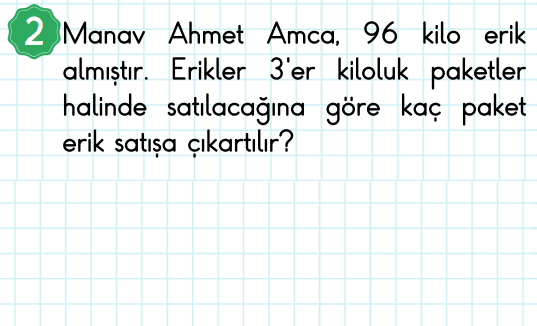 2 Manav Ahmet Amca, 96 kilo erik
almıştır. Erikler 3'er kiloluk paketler
halinde satılacağına göre kaç paket
erik satışa çıkartılır?